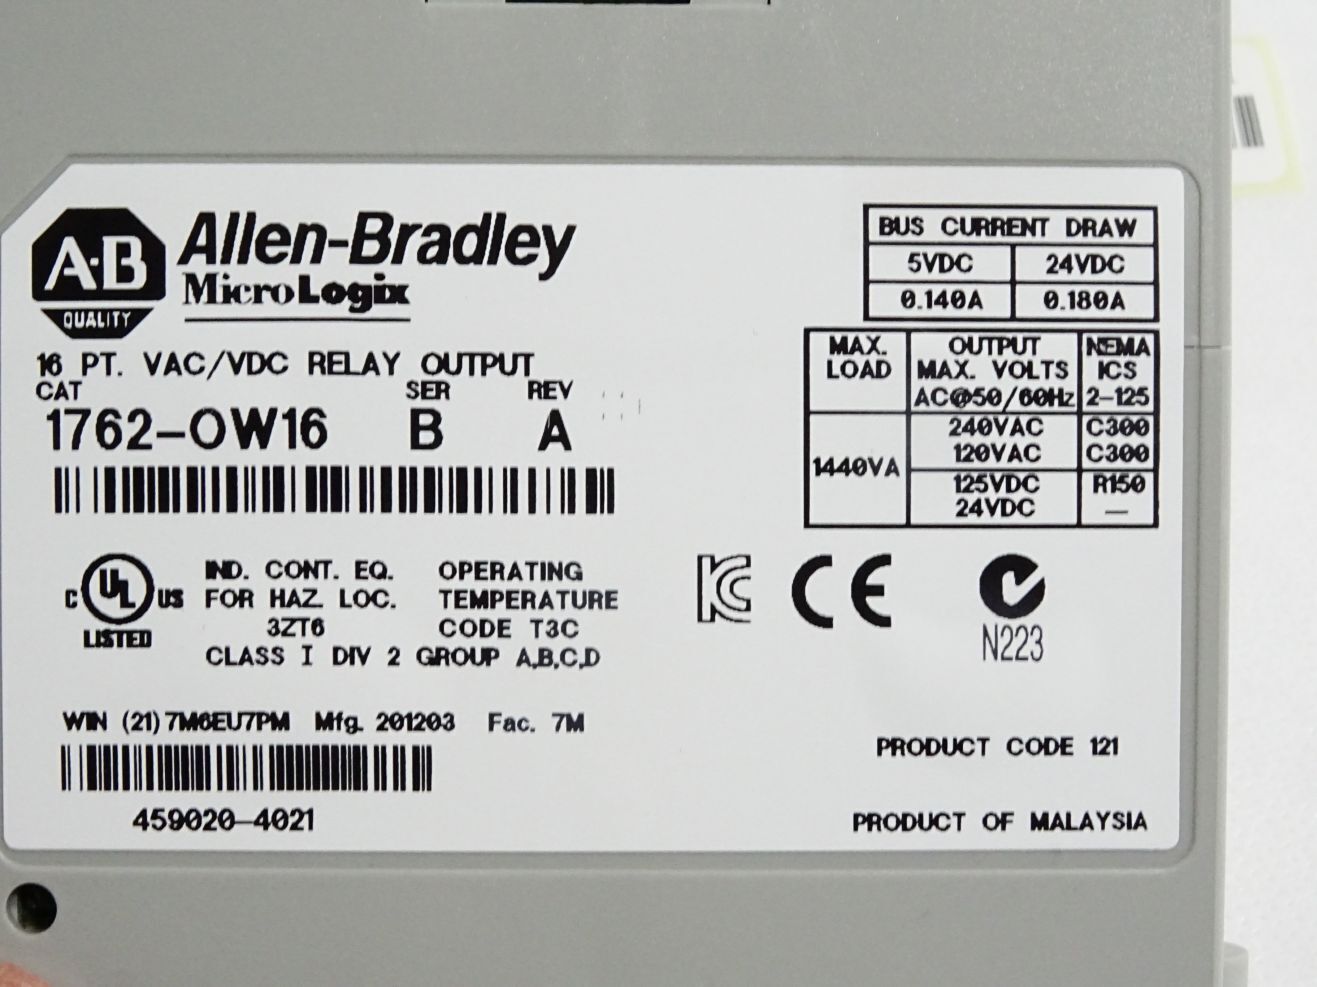 A·B
QUALITY
Allen-Bradley
MicroLogix
16 PT. VAC/VDC RELAY OUTPUT
CAT SER REV
1762-OW16 B A
BUS CURRENT DRAW
5VDC 24VDC
0.140A 0.180A
MAX. LOAD
OUTPUT MAX. VOLTS AC@50/60Hz
NEMA ICS 2-125
1440VA
240VAC C300
120VAC C300
125VDC R150
24VDC —
C UL US
LISTED
IND. CONT. EQ.
FOR HAZ. LOC.
3ZT6
OPERATING
TEMPERATURE
CODE T3C
CLASS I DIV 2 GROUP A,B,C,D
KC CE
N223
WIN (21)7M6EU7PM Mfg. 201203 Fac. 7M
459020-4021
PRODUCT CODE 121
PRODUCT OF MALAYSIA